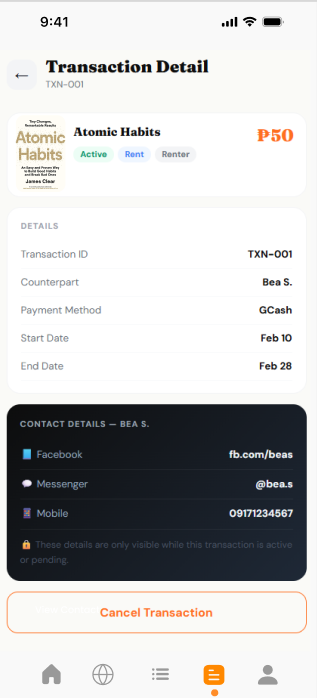 9:41
Transaction Detail
TXN-001
Tiny Changes,
Remarkable Results
Atomic
Habits
An Easy and Proven Way
to Build Good Habits
and Break Bad Ones
James Clear
Atomic Habits
₱50
Active Rent Renter
DETAILS
Transaction ID TXN-001
Counterpart Bea S.
Payment Method GCash
Start Date Feb 10
End Date Feb 28
CONTACT DETAILS — BEA S.
Facebook fb.com/beas
Messenger @bea.s
Mobile 09171234567
These details are only visible while this transaction is active
or pending.
Cancel Transaction